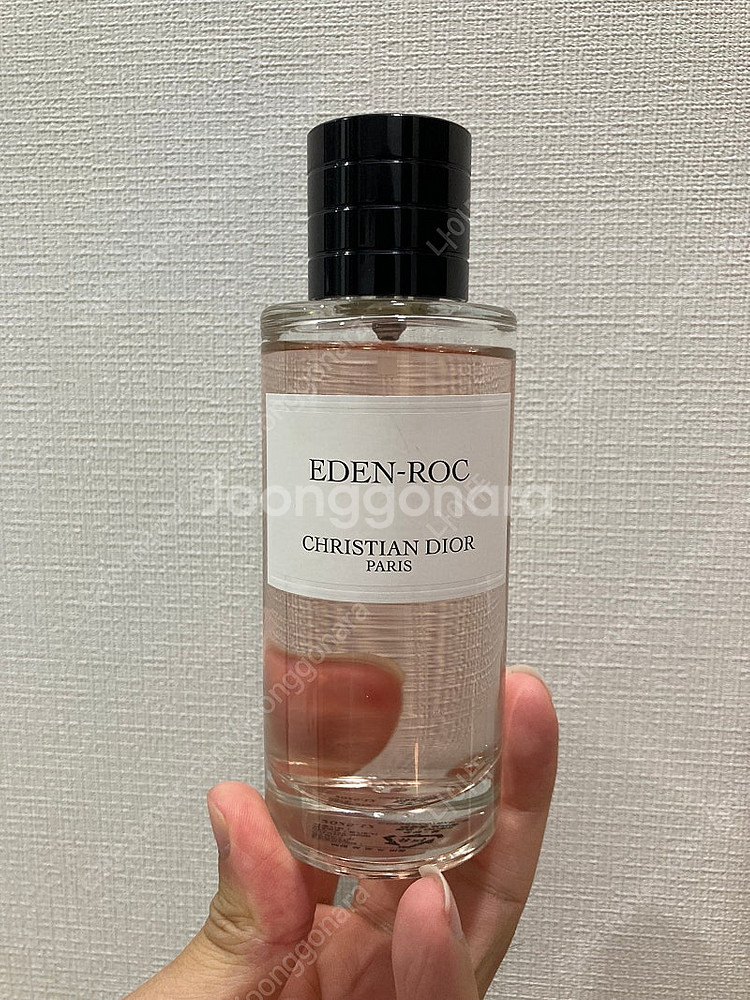 EDEN-ROC
Joonggonara
CHRISTIAN DIOR
PARIS